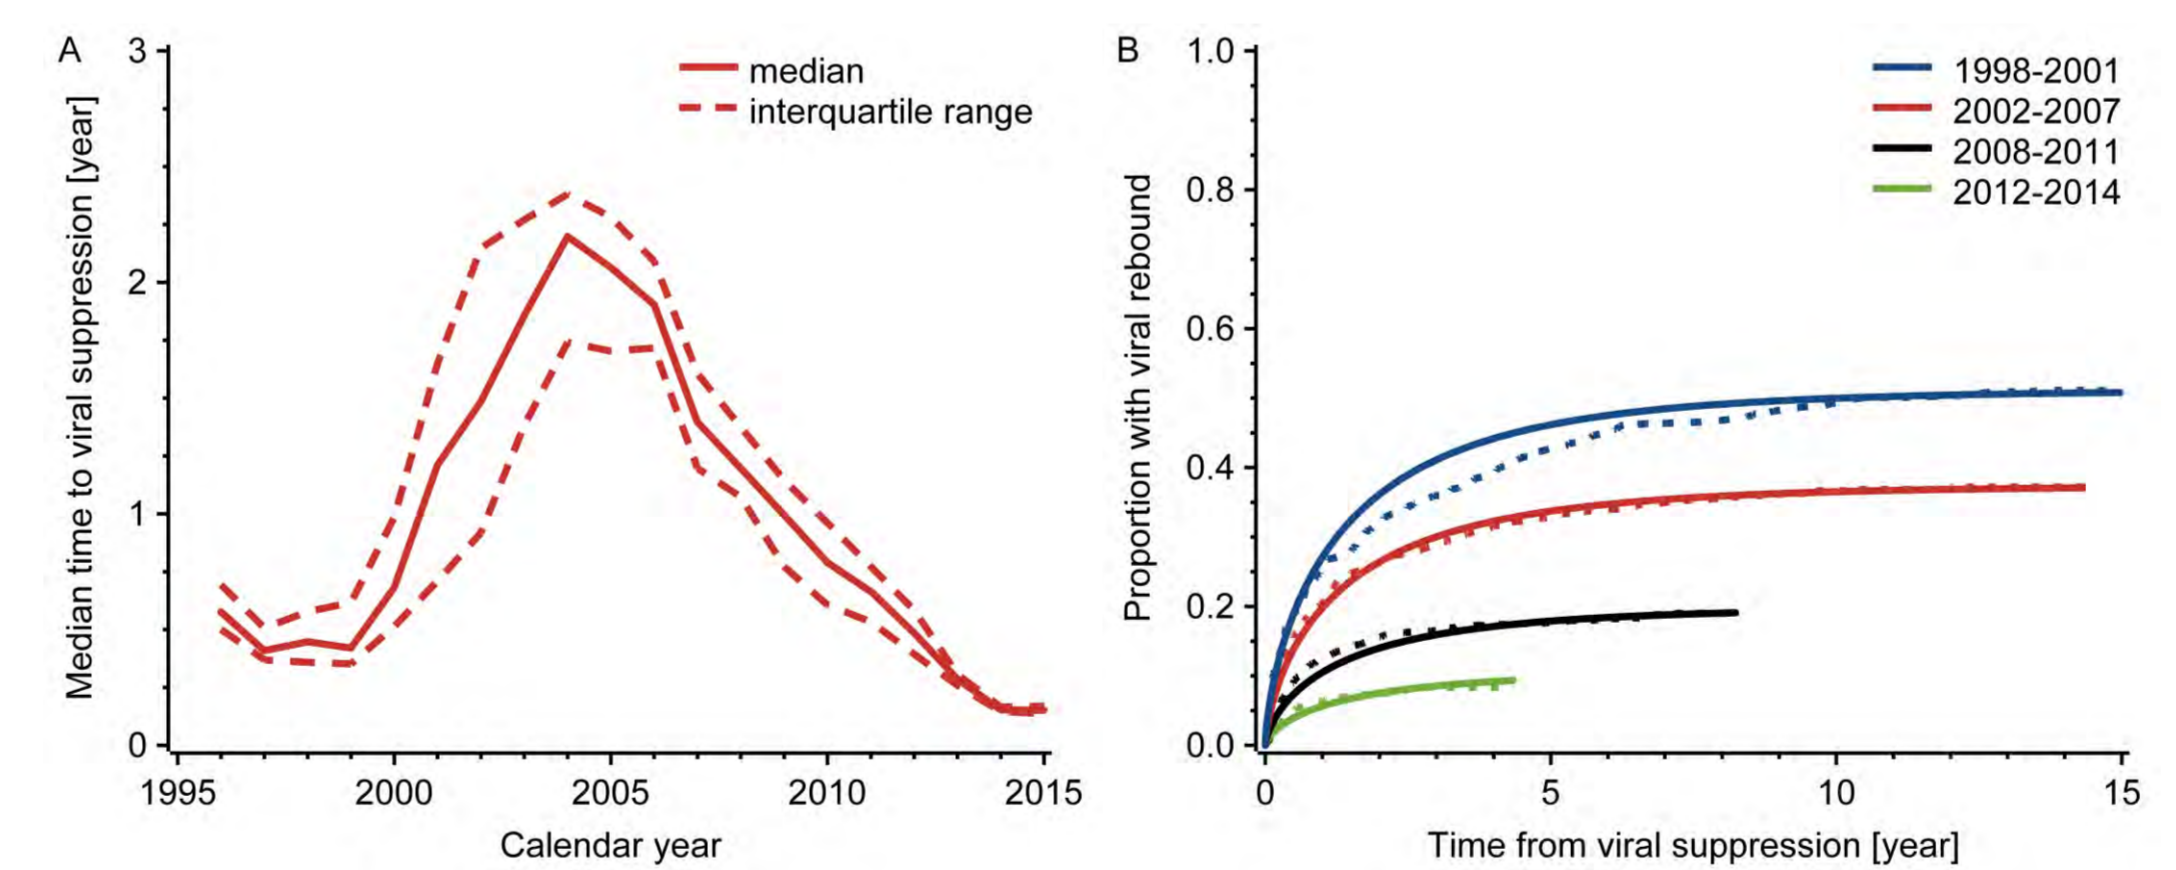 A
3
2
1
0
Median time to viral suppression [year]
median
interquartile range
1995
2000
2005
2010
2015
Calendar year
B
1.0
0.8
0.6
0.4
0.2
0.0
Proportion with viral rebound
1998-2001
2002-2007
2008-2011
2012-2014
0
5
10
15
Time from viral suppression [year]